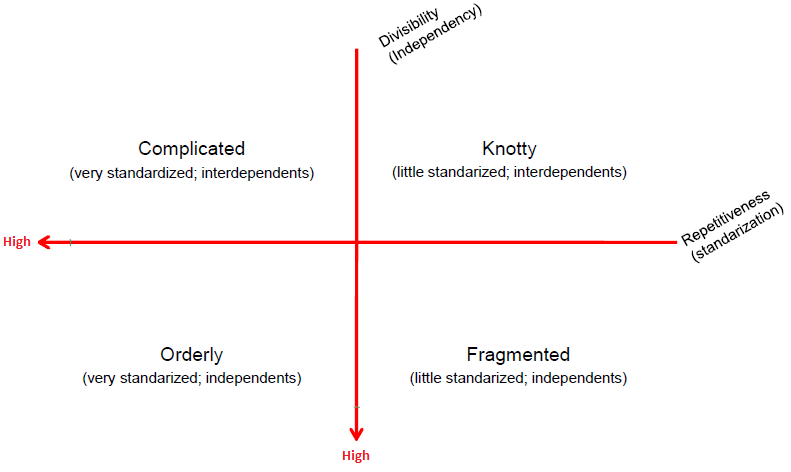 Divisibility
(Independency)
Complicated
(very standardized; interdependents)
Knotty
(little standarized; interdependents)
Repetitiveness
(standarization)
High
Orderly
(very standarized; independents)
Fragmented
(little standarized; independents)
High